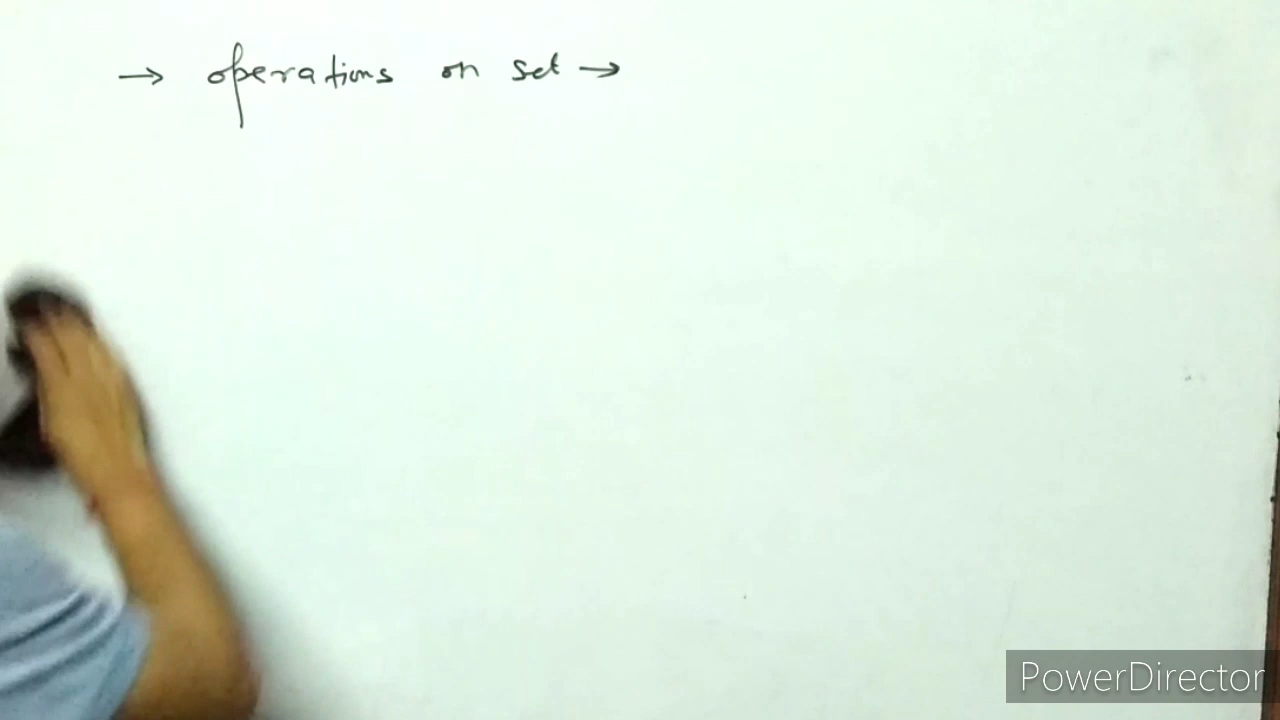 → operations on set →
PowerDirector